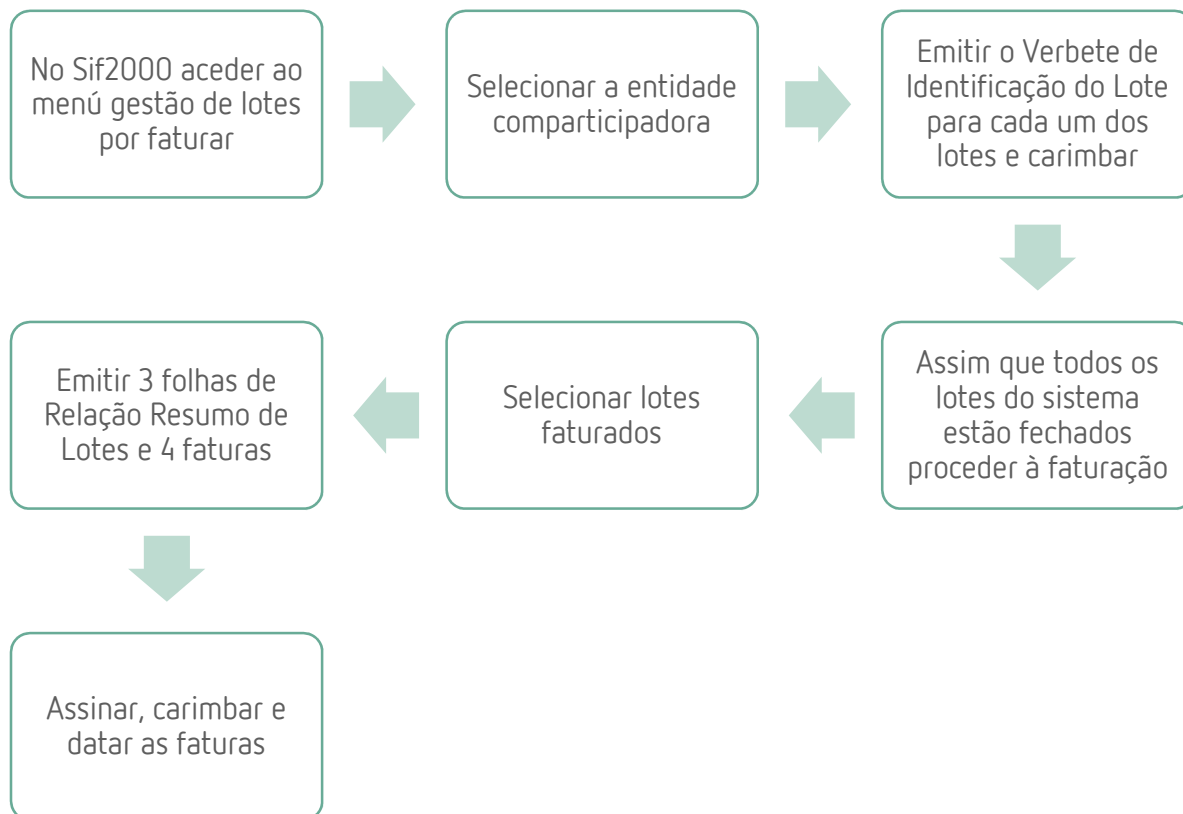 No Sif2000 aceder ao
menú gestão de lotes
por faturar
Selecionar a entidade
comparticipadora
Emitir o Verbete de
Identificação do Lote
para cada um dos
lotes e carimbar
Assim que todos os
lotes do sistema
estão fechados
proceder à faturação
Selecionar lotes
faturados
Emitir 3 folhas de
Relação Resumo de
Lotes e 4 faturas
Assinar, carimbar e
datar as faturas